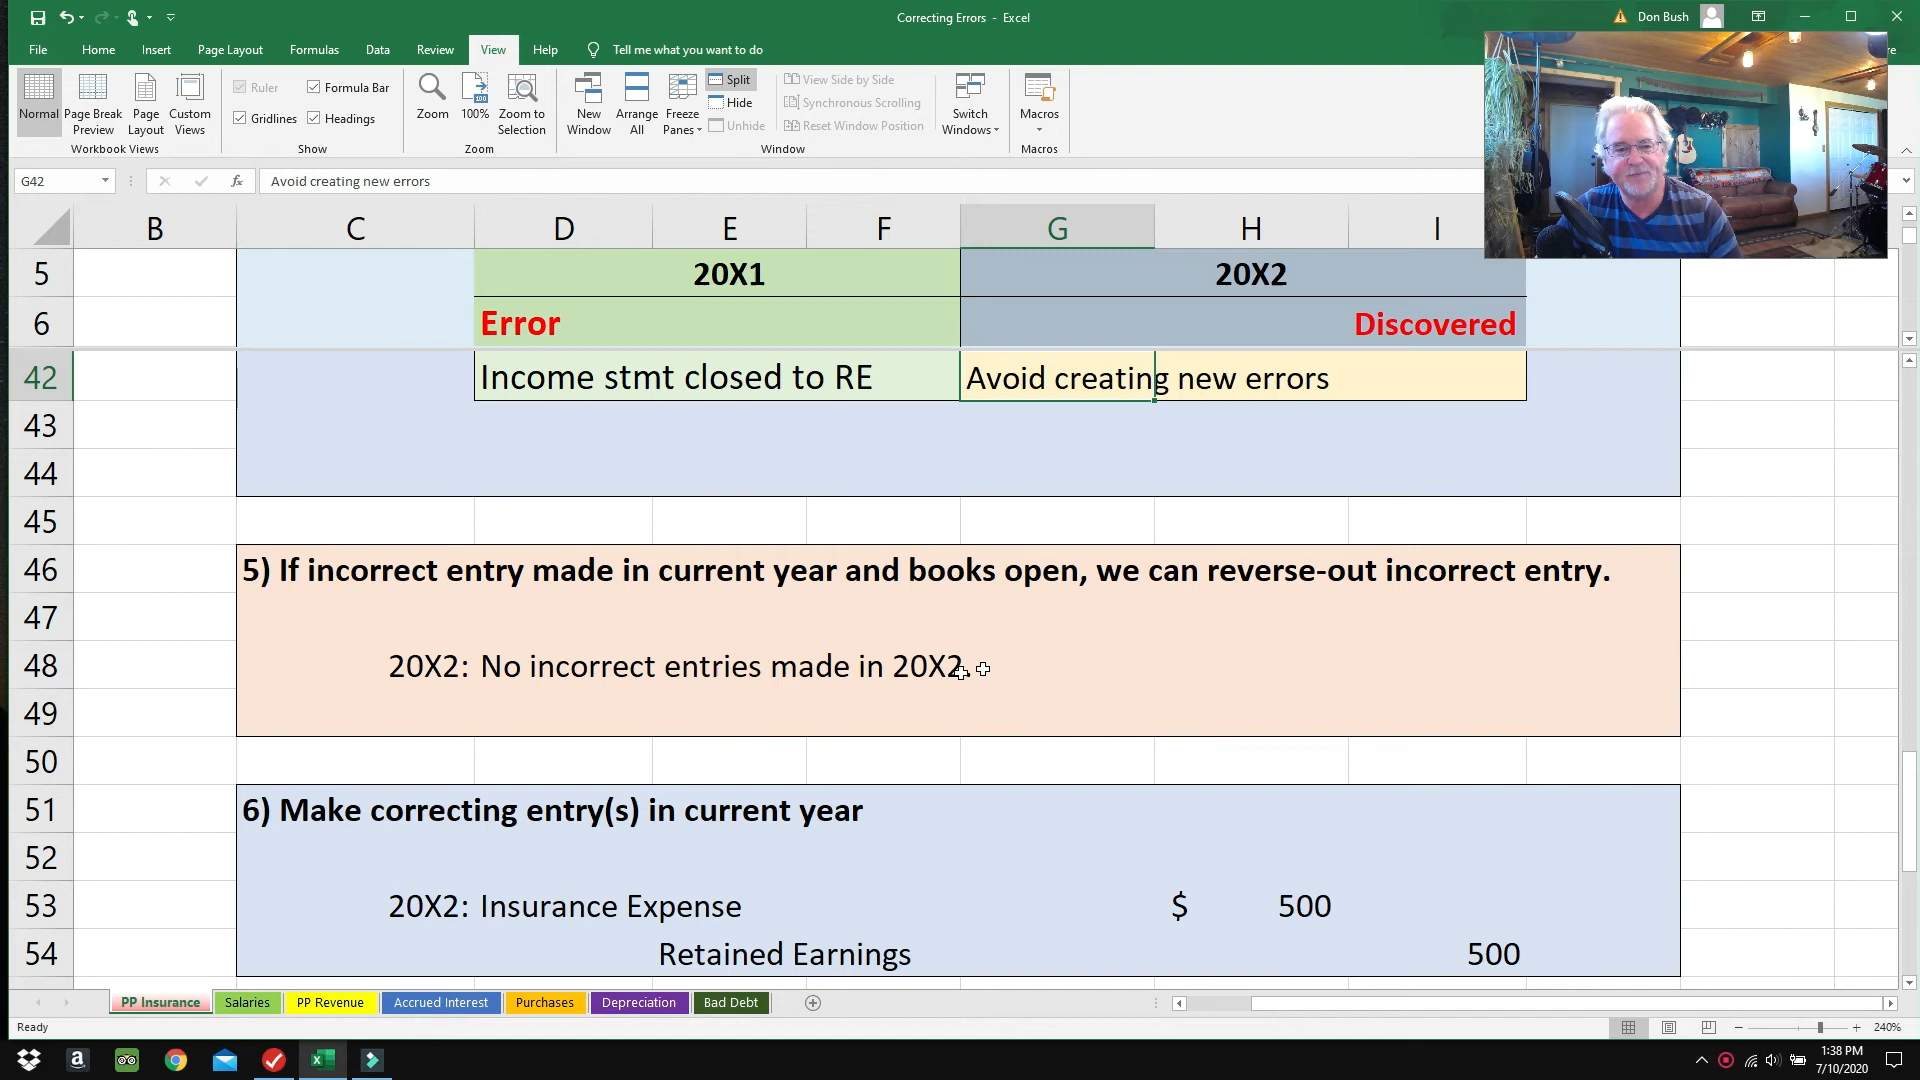 Correcting Errors - Excel
Don Bush
File Home Insert Page Layout Formulas Data Review View Help Tell me what you want to do
Ruler Formula Bar
Gridlines Headings
Normal Page Break Preview Page Layout Custom Views
Zoom 100% Zoom to Selection
New Window Arrange All Freeze Panes
Split
Hide
Unhide
View Side by Side
Synchronous Scrolling
Reset Window Position
Switch Windows Macros
Workbook Views Show Zoom Window Macros
G42 fx Avoid creating new errors
B C D E F G H I
5 20X1 20X2
6 Error Discovered
42 Income stmt closed to RE Avoid creating new errors
43
44
45
46 5) If incorrect entry made in current year and books open, we can reverse-out incorrect entry.
47
48 20X2: No incorrect entries made in 20X2.
49
50
51 6) Make correcting entry(s) in current year
52
53 20X2: Insurance Expense $ 500
54 Retained Earnings 500
PP Insurance Salaries PP Revenue Accrued Interest Purchases Depreciation Bad Debt
Ready 240%
1:38 PM
7/10/2020